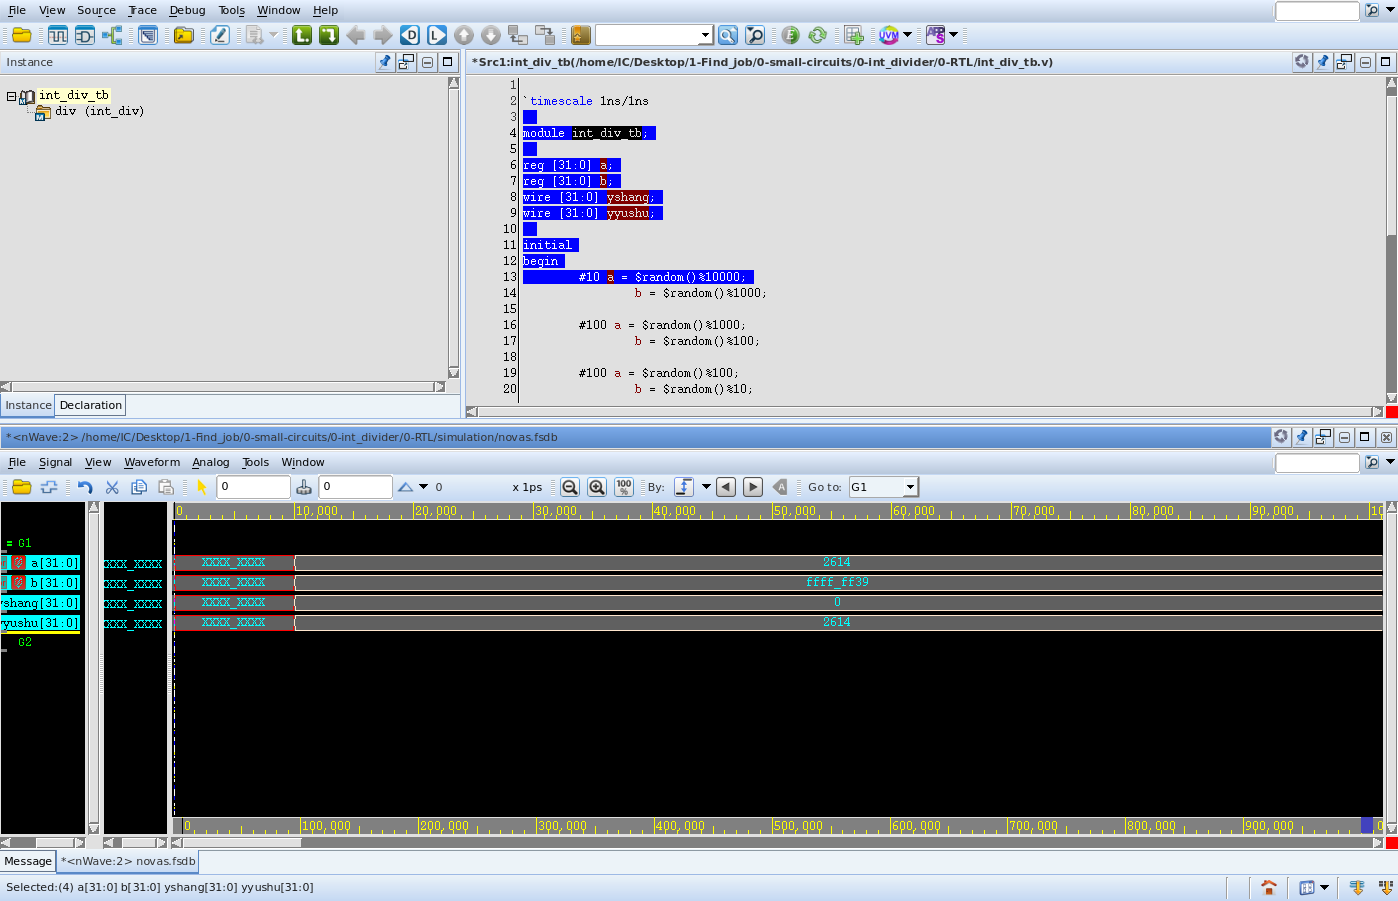 File View Source Trace Debug Tools Window Help
Instance
int_div_tb
div (int_div)
Instance Declaration
*Src1:int_div_tb(/home/IC/Desktop/1-Find_job/0-small-circuits/0-int_divider/0-RTL/int_div_tb.v)
1
2 `timescale 1ns/1ns
3
4 module int_div_tb;
5
6 reg [31:0] a;
7 reg [31:0] b;
8 wire [31:0] yshang;
9 wire [31:0] yyushu;
10
11 initial
12 begin
13 #10 a = $random()%10000;
14 b = $random()%1000;
15
16 #100 a = $random()%1000;
17 b = $random()%100;
18
19 #100 a = $random()%100;
20 b = $random()%10;
*<nWave:2> /home/IC/Desktop/1-Find_job/0-small-circuits/0-int_divider/0-RTL/simulation/novas.fsdb
File Signal View Waveform Analog Tools Window
0 0 0 x 1ps 100 % By: Go to: G1
0 10,000 20,000 30,000 40,000 50,000 60,000 70,000 80,000 90,000 10
= G1
a[31:0] XXXX_XXXX XXXX_XXXX 2614
b[31:0] XXXX_XXXX XXXX_XXXX ffff_ff39
yshang[31:0] XXXX_XXXX XXXX_XXXX 0
yyushu[31:0] XXXX_XXXX XXXX_XXXX 2614
G2
0 100,000 200,000 300,000 400,000 500,000 600,000 700,000 800,000 900,000 0
Message *<nWave:2> novas.fsdb
Selected:(4) a[31:0] b[31:0] yshang[31:0] yyushu[31:0]